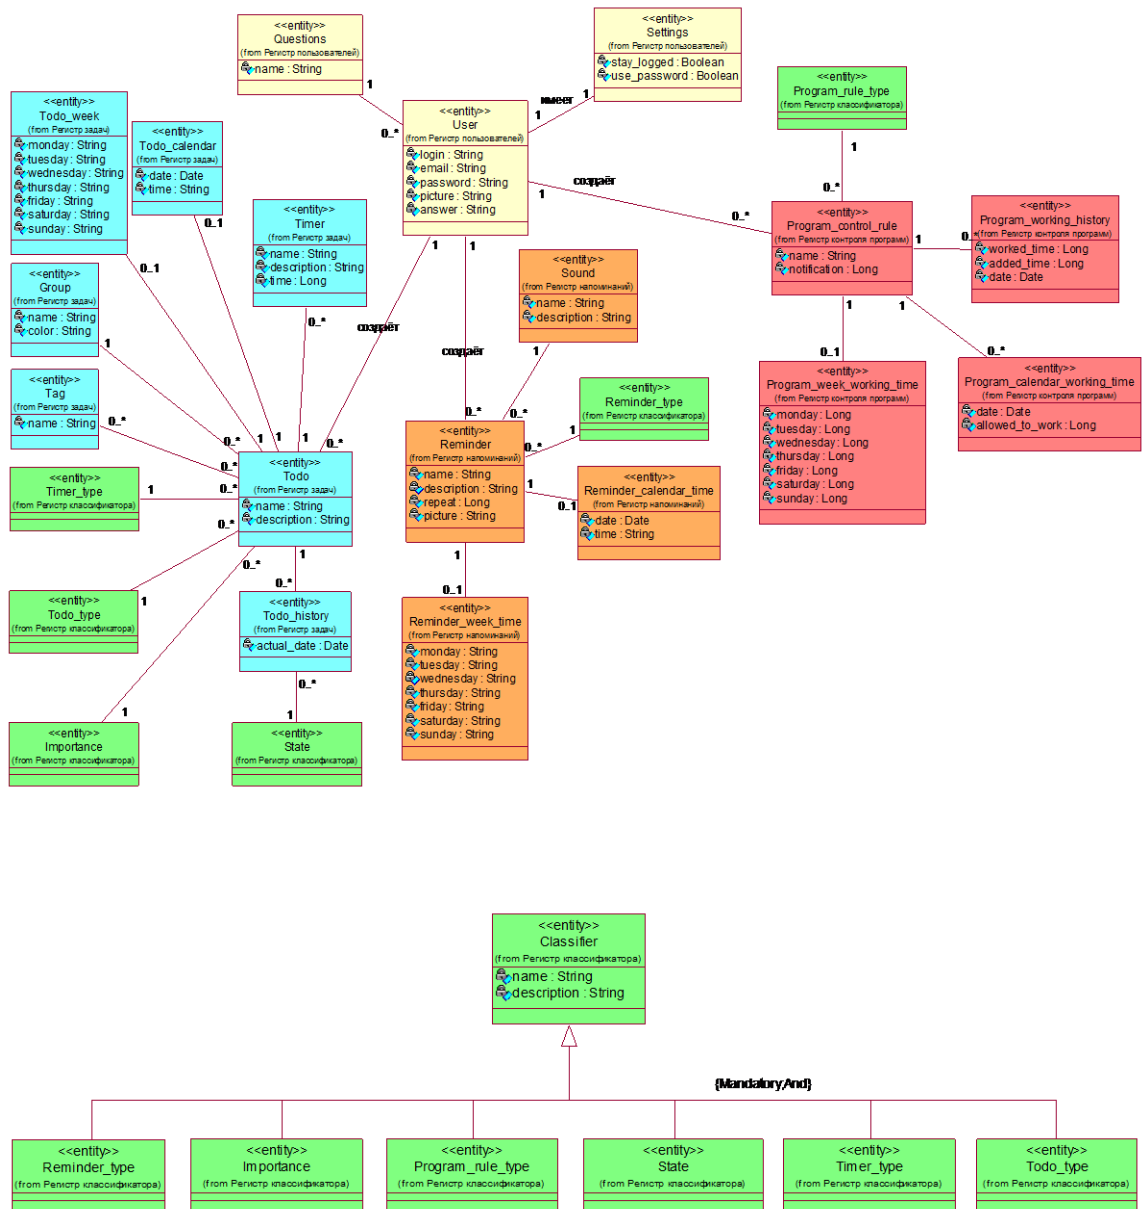 <<entity>>
Questions
(from Регистр пользователей)
name : String
1
0..*
<<entity>>
Settings
(from Регистр пользователей)
stay_logged : Boolean
use_password : Boolean
1
имеет
1
<<entity>>
User
(from Регистр пользователей)
login : String
email : String
password : String
picture : String
answer : String
<<entity>>
Program_rule_type
(from Регистр классификатора)
1
0..*
<<entity>>
Todo_week
(from Регистр задач)
monday : String
tuesday : String
wednesday : String
thursday : String
friday : String
saturday : String
sunday : String
0..1
<<entity>>
Todo_calendar
(from Регистр задач)
date : Date
time : String
0..1
<<entity>>
Timer
(from Регистр задач)
name : String
description : String
time : Long
0..*
создаёт
1
0..*
<<entity>>
Program_control_rule
(from Регистр контроля программ)
name : String
notification : Long
1
0..*
<<entity>>
Program_working_history
(from Регистр контроля программ)
worked_time : Long
added_time : Long
date : Date
1
1
<<entity>>
Sound
(from Регистр напоминаний)
name : String
description : String
1
<<entity>>
Group
(from Регистр задач)
name : String
color : String
1
создаёт
создаёт
1
1
0..1
0..*
<<entity>>
Program_week_working_time
(from Регистр контроля программ)
monday : Long
tuesday : Long
wednesday : Long
thursday : Long
friday : Long
saturday : Long
sunday : Long
<<entity>>
Program_calendar_working_time
(from Регистр контроля программ)
date : Date
allowed_to_work : Long
<<entity>>
Tag
(from Регистр задач)
name : String
0..*
<<entity>>
Reminder_type
(from Регистр классификатора)
1
0..*
0..*
0..*
0..*
1
1
1
0..*
0..*
<<entity>>
Todo
(from Регистр задач)
name : String
description : String
<<entity>>
Reminder
(from Регистр напоминаний)
name : String
description : String
repeat : Long
picture : String
1
0..1
<<entity>>
Reminder_calendar_time
(from Регистр напоминаний)
date : Date
time : String
<<entity>>
Timer_type
(from Регистр классификатора)
1
0..*
0..*
0..*
1
0..*
1
0..1
<<entity>>
Todo_type
(from Регистр классификатора)
1
<<entity>>
Todo_history
(from Регистр задач)
actual_date : Date
0..*
1
<<entity>>
Reminder_week_time
(from Регистр напоминаний)
monday : String
tuesday : String
wednesday : String
thursday : String
friday : String
saturday : String
sunday : String
1
<<entity>>
Importance
(from Регистр классификатора)
<<entity>>
State
(from Регистр классификатора)
<<entity>>
Classifier
(from Регистр классификатора)
name : String
description : String
{Mandatory,And}
<<entity>>
Reminder_type
(from Регистр классификатора)
<<entity>>
Importance
(from Регистр классификатора)
<<entity>>
Program_rule_type
(from Регистр классификатора)
<<entity>>
State
(from Регистр классификатора)
<<entity>>
Timer_type
(from Регистр классификатора)
<<entity>>
Todo_type
(from Регистр классификатора)